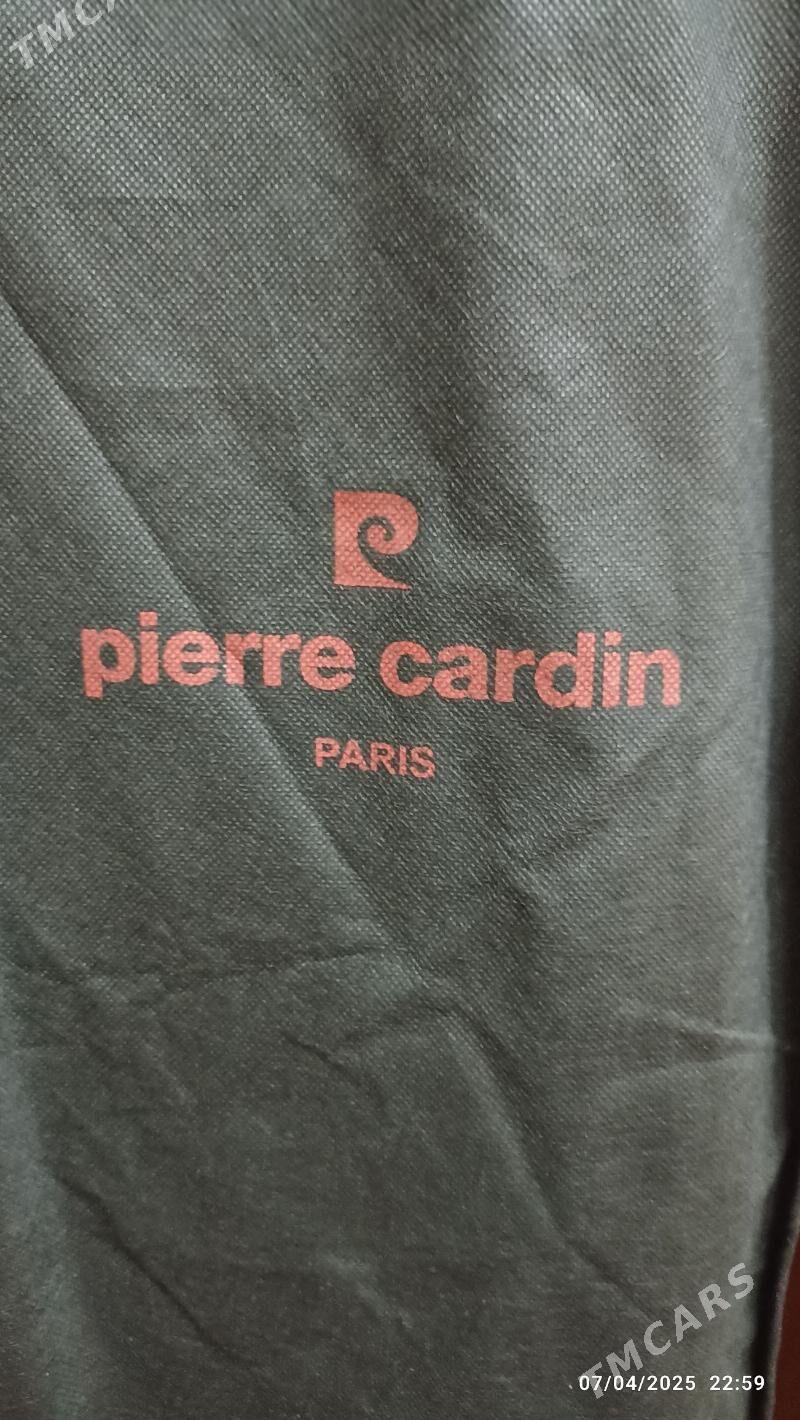 TMCA
pierre cardin
PARIS
TMCARS
07/04/2025 22:59